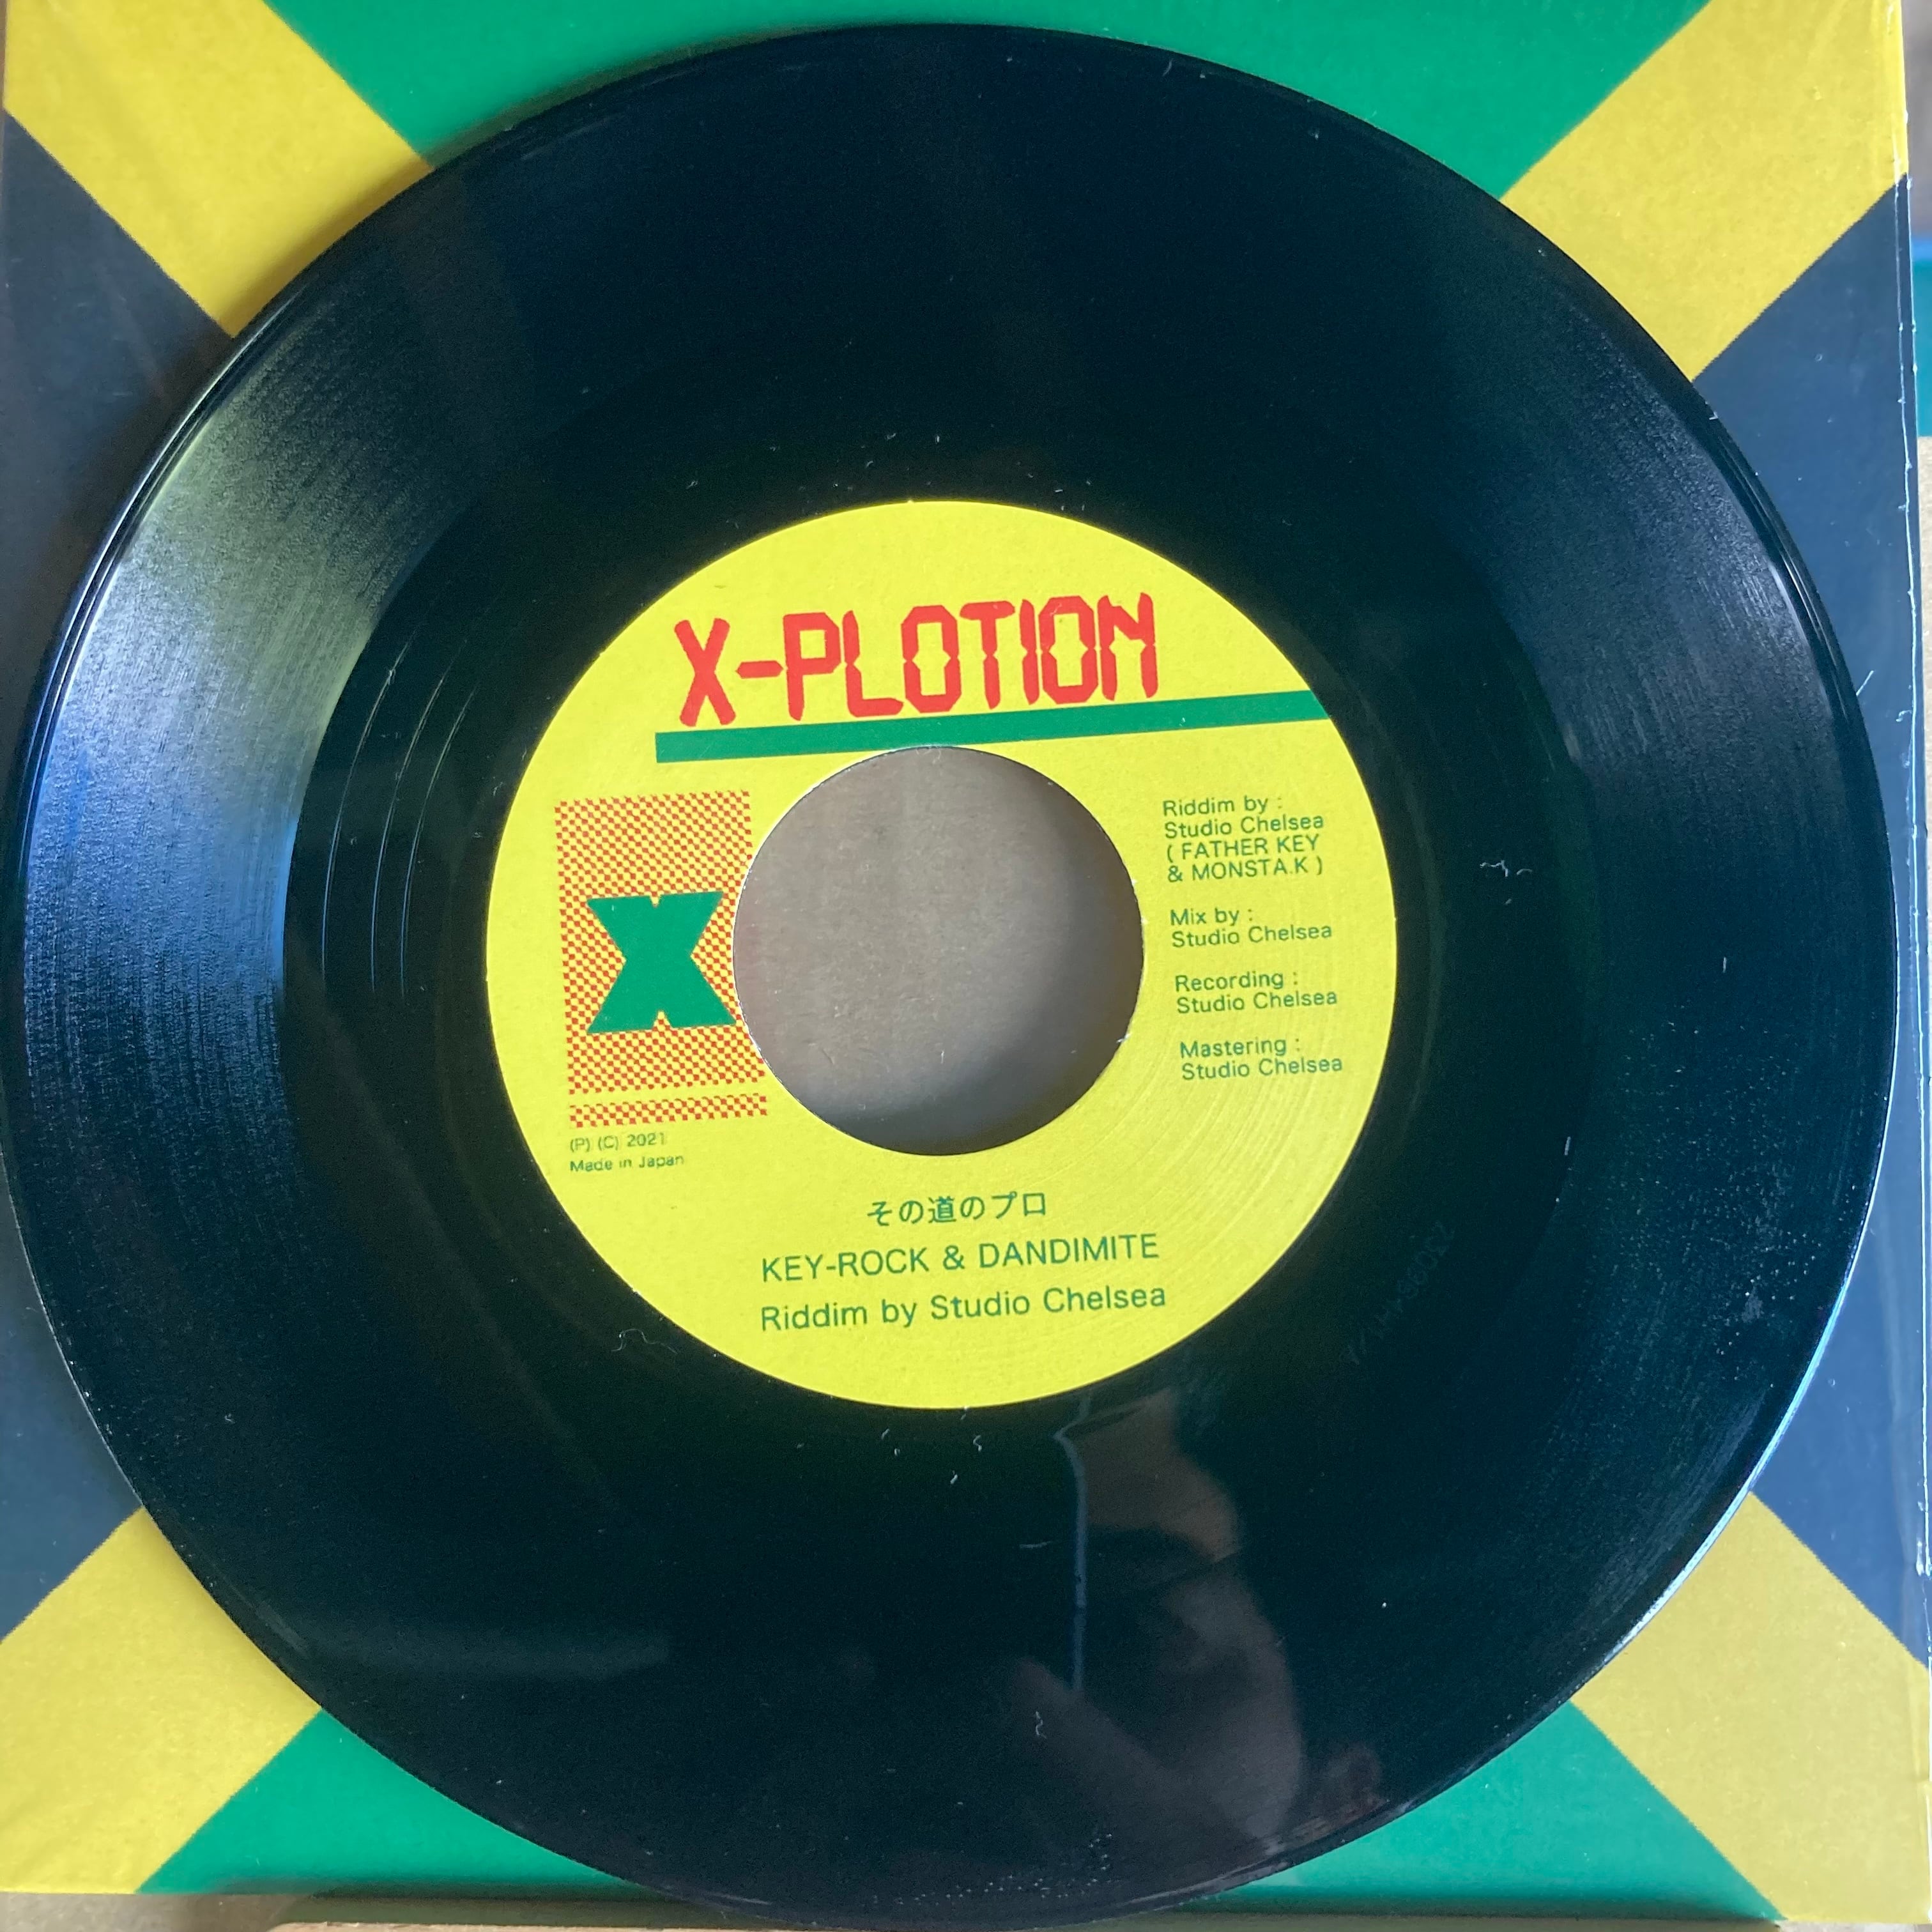 X-PLOTION
Riddim by :
Studio Chelsea
( FATHER KEY
& MONSTA.K )
Mix by :
Studio Chelsea
Recording :
Studio Chelsea
Mastering :
Studio Chelsea
X
(P) (C) 2021
Made in Japan
その道のプロ
KEY-ROCK & DANDIMITE
Riddim by Studio Chelsea